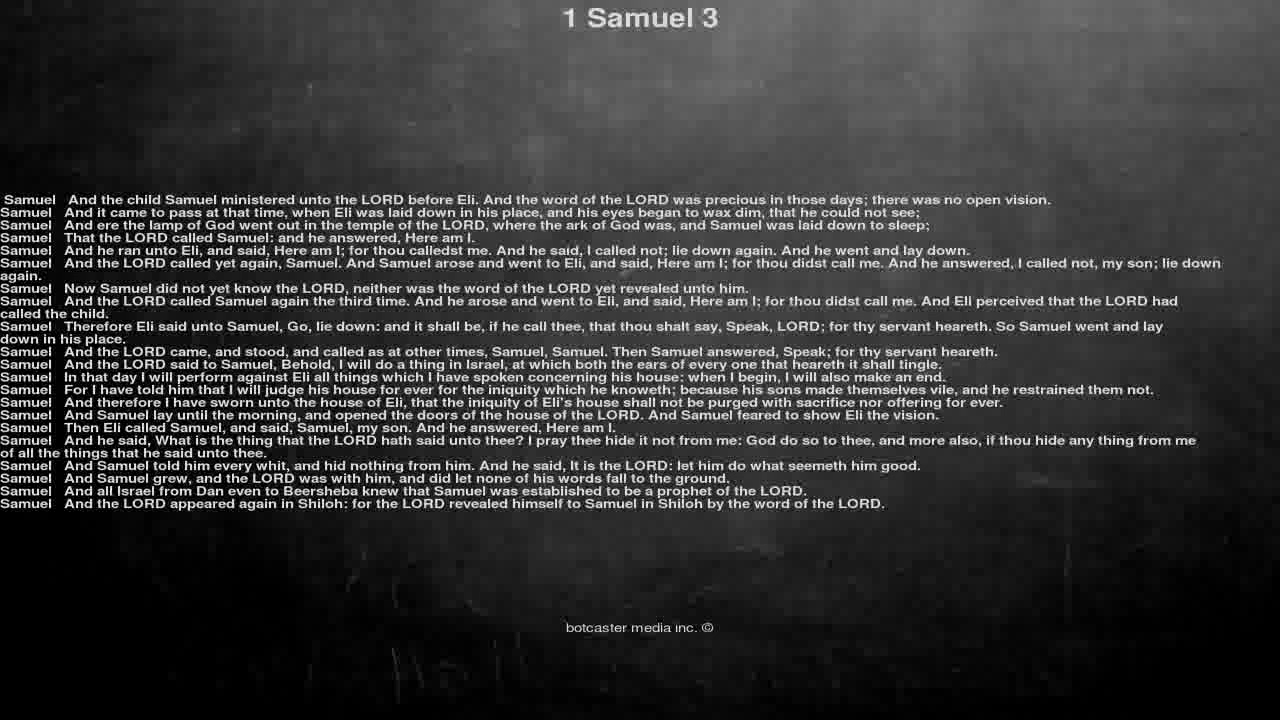 1 Samuel 3
Samuel And the child Samuel ministered unto the LORD before Eli. And the word of the LORD was precious in those days; there was no open vision.
Samuel And it came to pass at that time, when Eli was laid down in his place, and his eyes began to wax dim, that he could not see;
Samuel And ere the lamp of God went out in the temple of the LORD, where the ark of God was, and Samuel was laid down to sleep;
Samuel That the LORD called Samuel: and he answered, Here am I.
Samuel And he ran unto Eli, and said, Here am I; for thou calledst me. And he said, I called not; lie down again. And he went and lay down.
Samuel And the LORD called yet again, Samuel. And Samuel arose and went to Eli, and said, Here am I; for thou didst call me. And he answered, I called not, my son; lie down
again.
Samuel Now Samuel did not yet know the LORD, neither was the word of the LORD yet revealed unto him.
Samuel And the LORD called Samuel again the third time. And he arose and went to Eli, and said, Here am I; for thou didst call me. And Eli perceived that the LORD had
called the child.
Samuel Therefore Eli said unto Samuel, Go, lie down: and it shall be, if he call thee, that thou shalt say, Speak, LORD; for thy servant heareth. So Samuel went and lay
down in his place.
Samuel And the LORD came, and stood, and called as at other times, Samuel, Samuel. Then Samuel answered, Speak; for thy servant heareth.
Samuel And the LORD said to Samuel, Behold, I will do a thing in Israel, at which both the ears of every one that heareth it shall tingle.
Samuel In that day I will perform against Eli all things which I have spoken concerning his house: when I begin, I will also make an end.
Samuel For I have told him that I will judge his house for ever for the iniquity which he knoweth; because his sons made themselves vile, and he restrained them not.
Samuel And therefore I have sworn unto the house of Eli, that the iniquity of Eli's house shall not be purged with sacrifice nor offering for ever.
Samuel And Samuel lay until the morning, and opened the doors of the house of the LORD. And Samuel feared to show Eli the vision.
Samuel Then Eli called Samuel, and said, Samuel, my son. And he answered, Here am I.
Samuel And he said, What is the thing that the LORD hath said unto thee? I pray thee hide it not from me: God do so to thee, and more also, if thou hide any thing from me
of all the things that he said unto thee.
Samuel And Samuel told him every whit, and hid nothing from him. And he said, It is the LORD: let him do what seemeth him good.
Samuel And Samuel grew, and the LORD was with him, and did let none of his words fall to the ground.
Samuel And all Israel from Dan even to Beersheba knew that Samuel was established to be a prophet of the LORD.
Samuel And the LORD appeared again in Shiloh: for the LORD revealed himself to Samuel in Shiloh by the word of the LORD.
botcaster media inc. ©